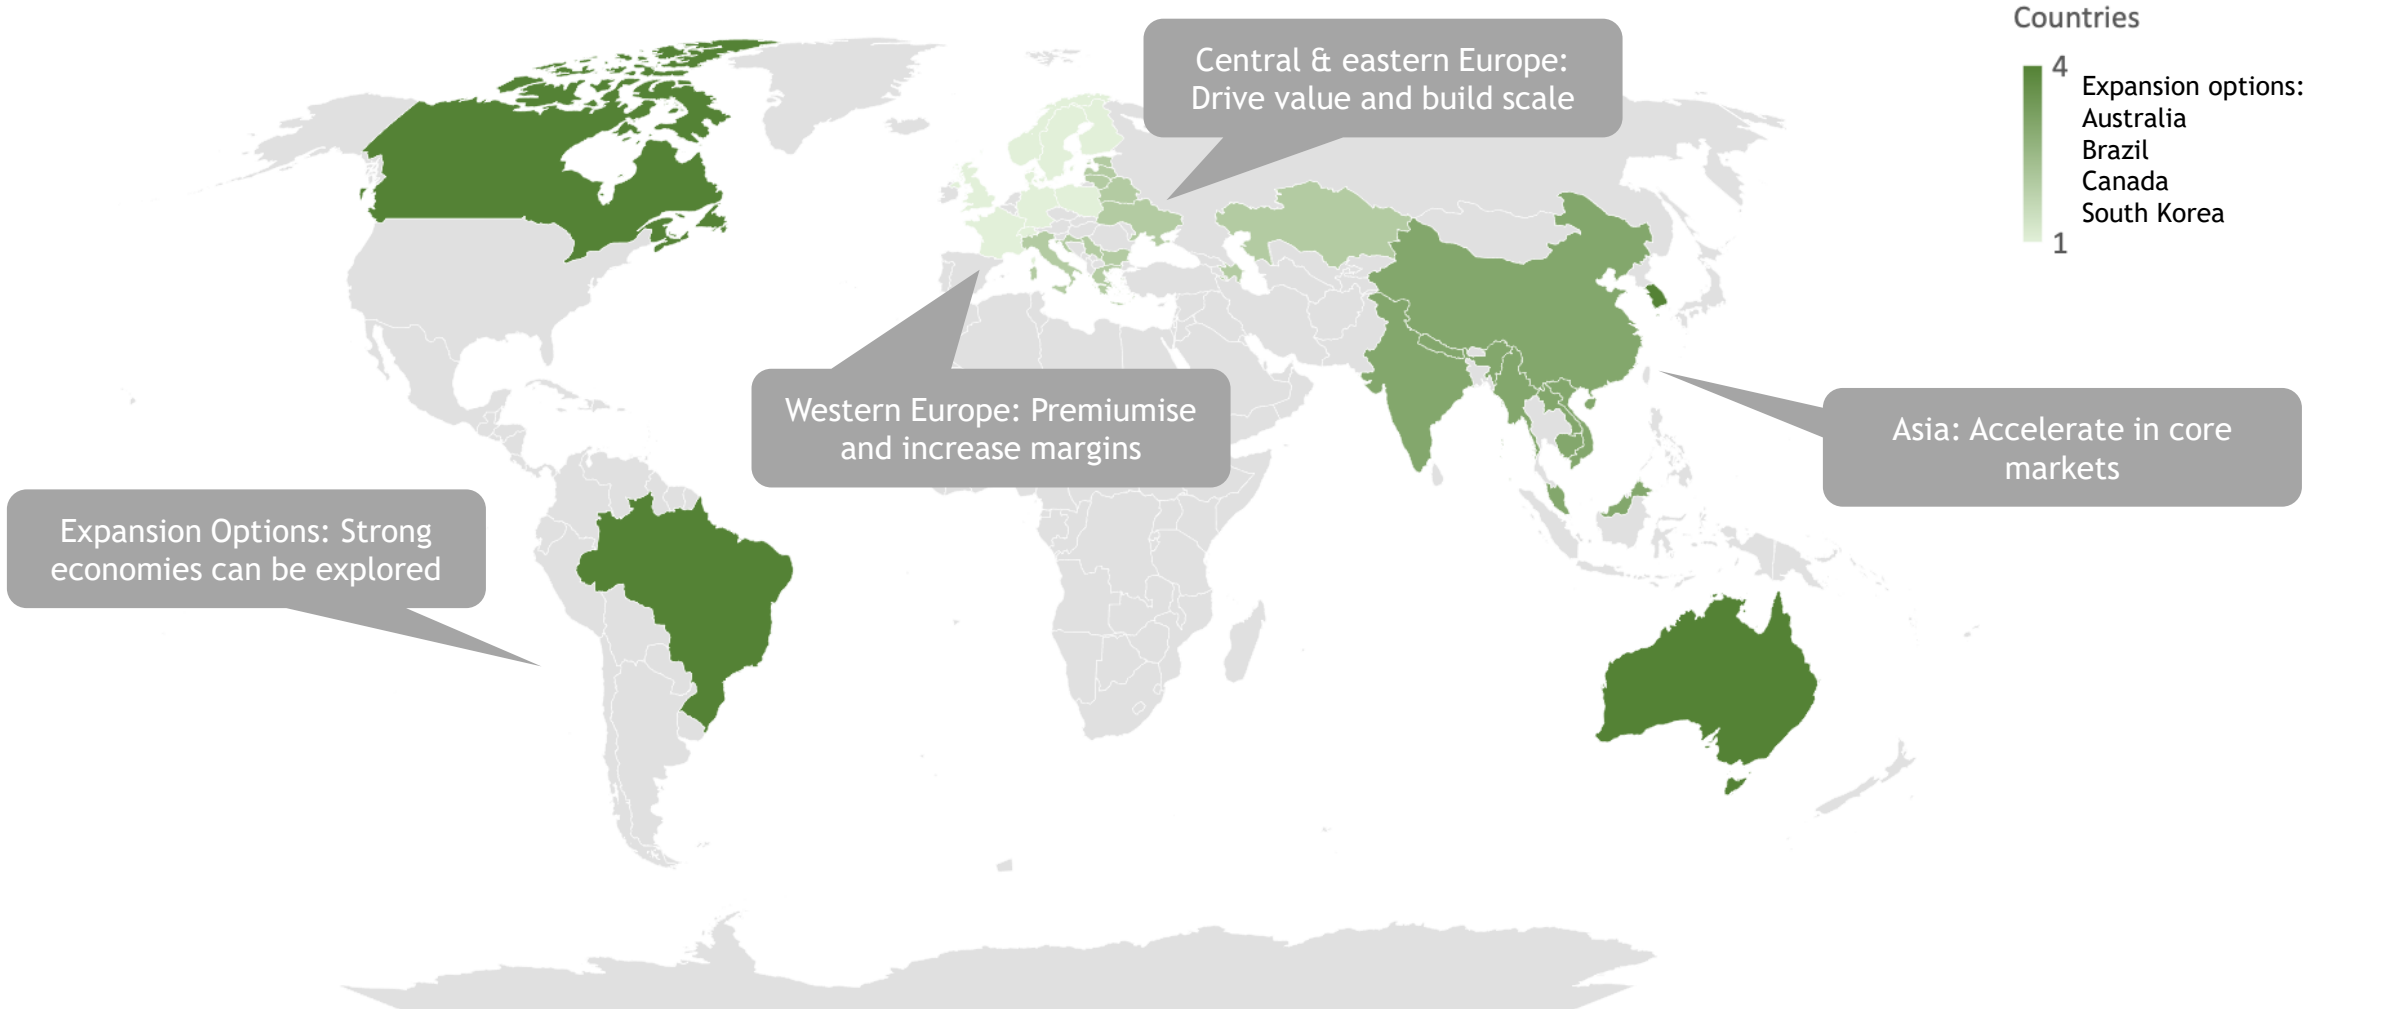 Countries
4
1
Expansion options:
Australia
Brazil
Canada
South Korea
Central & eastern Europe:
Drive value and build scale
Western Europe: Premiumise
and increase margins
Asia: Accelerate in core
markets
Expansion Options: Strong
economies can be explored